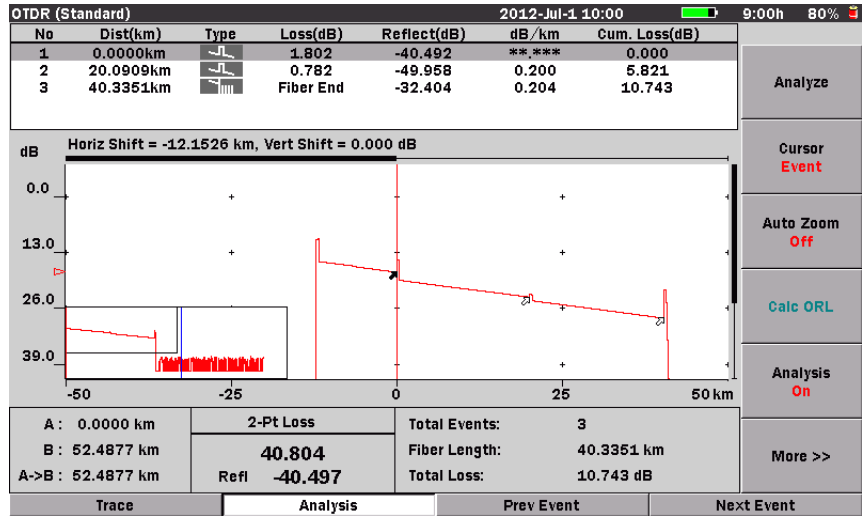 OTDR (Standard) 2012-Jul-1 10:00 9:00h 80%
No Dist(km) Type Loss(dB) Reflect(dB) dB/km Cum. Loss(dB)
1 0.0000km 1.802 -40.492 **.*** 0.000
2 20.0909km 0.782 -49.958 0.200 5.821
3 40.3351km Fiber End -32.404 0.204 10.743
Analyze
dB Horiz Shift = -12.1526 km, Vert Shift = 0.000 dB
Cursor
Event
0.0
Auto Zoom
Off
13.0
26.0
Calc ORL
39.0
Analysis
On
-50 -25 0 25 50 km
A: 0.0000 km 2-Pt Loss Total Events: 3
B: 52.4877 km 40.804 Fiber Length: 40.3351 km
A->B: 52.4877 km Refl -40.497 Total Loss: 10.743 dB
More >>
Trace Analysis Prev Event Next Event